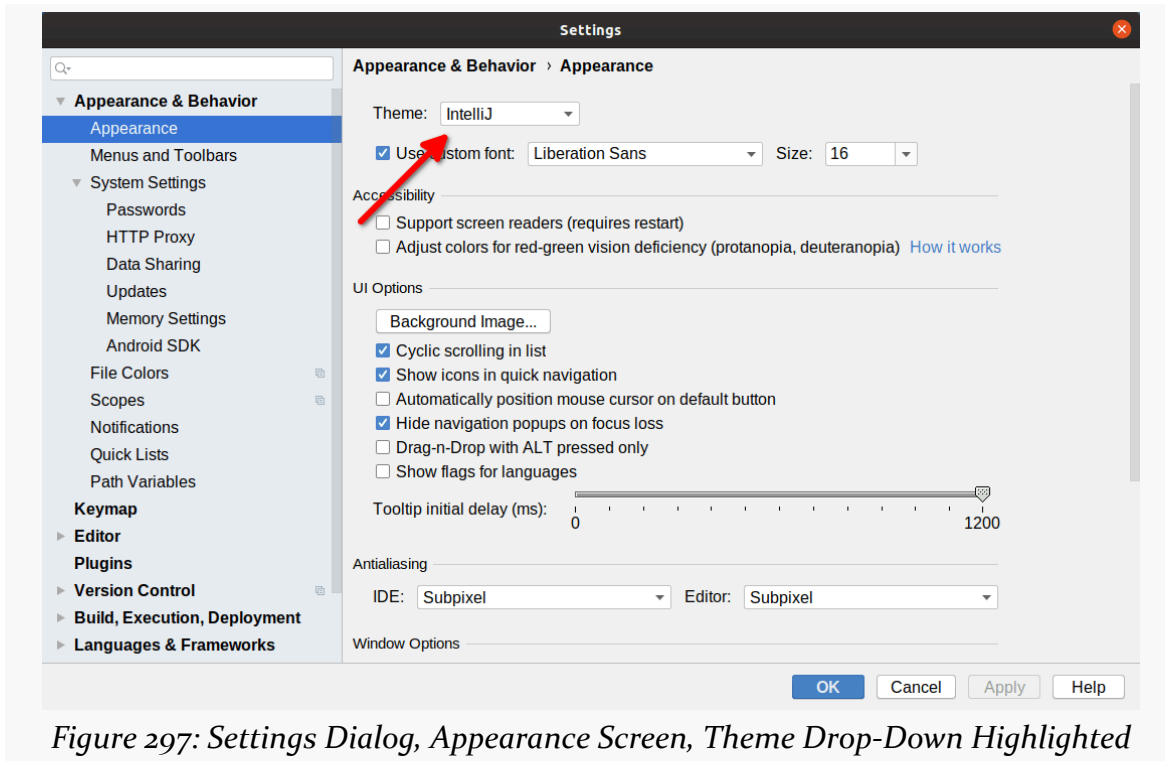 Settings
Appearance & Behavior
Appearance
Menus and Toolbars
System Settings
Passwords
HTTP Proxy
Data Sharing
Updates
Memory Settings
Android SDK
File Colors
Scopes
Notifications
Quick Lists
Path Variables
Keymap
Editor
Plugins
Version Control
Build, Execution, Deployment
Languages & Frameworks
Appearance & Behavior › Appearance
Theme: IntelliJ
Use custom font: Liberation Sans Size: 16
Accessibility
Support screen readers (requires restart)
Adjust colors for red-green vision deficiency (protanopia, deuteranopia) How it works
UI Options
Background Image...
Cyclic scrolling in list
Show icons in quick navigation
Automatically position mouse cursor on default button
Hide navigation popups on focus loss
Drag-n-Drop with ALT pressed only
Show flags for languages
Tooltip initial delay (ms):
0 1200
Antialiasing
IDE: Subpixel Editor: Subpixel
Window Options
OK Cancel Apply Help
Figure 297: Settings Dialog, Appearance Screen, Theme Drop-Down Highlighted